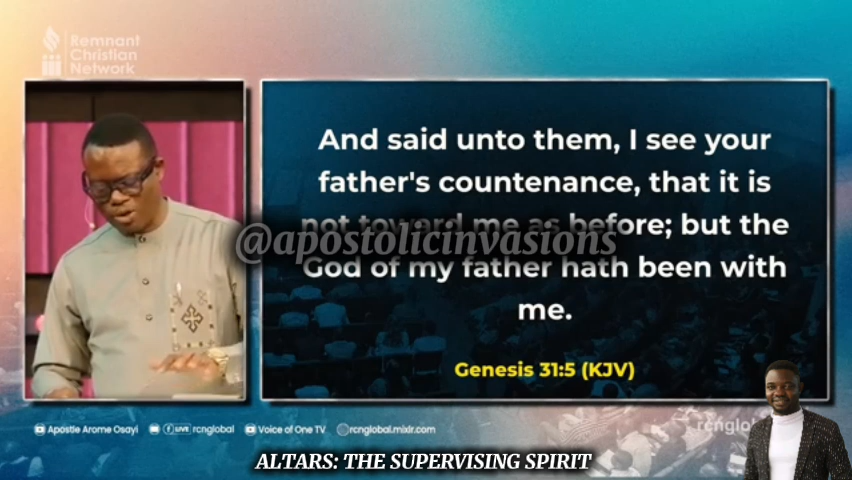 Remnant
Christian
Network
And said unto them, I see your
father's countenance, that it is
not toward me as before; but the
@apostolicinvasions
God of my father hath been with
me.
Genesis 31:5 (KJV)
Apostle Arome Osayi LIVE rcnglobal Voice of One TV rcnglobal.mixlr.com
rcnglob
ALTARS: THE SUPERVISING SPIRIT